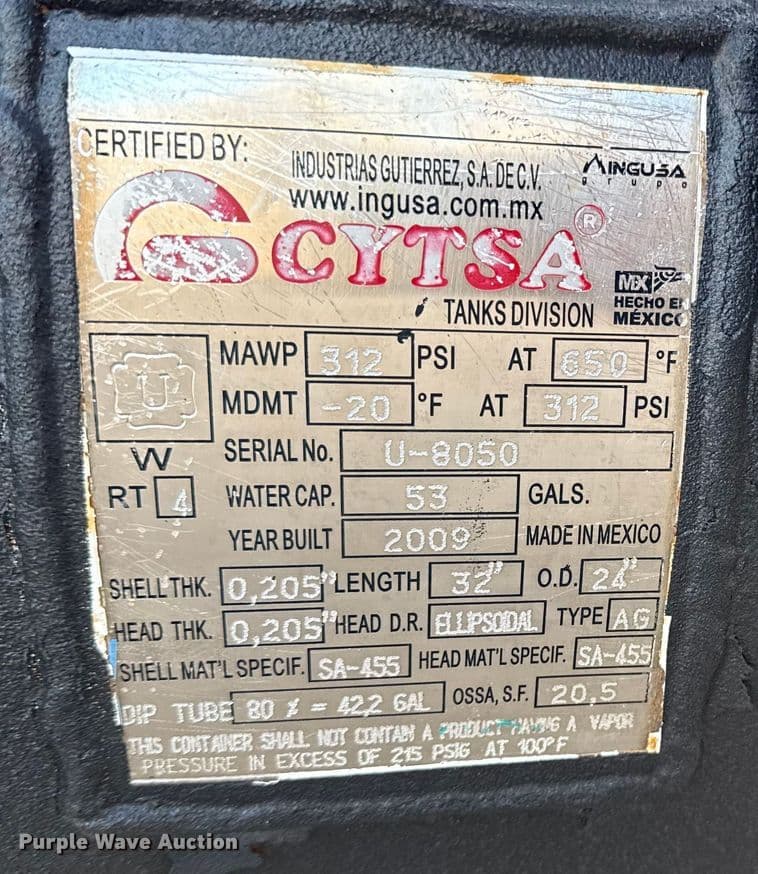 CERTIFIED BY:
INDUSTRIAS GUTIERREZ, S.A. DE C.V.
www.ingusa.com.mx
INGUSA
grupo
CYTSA ®
TANKS DIVISION
HECHO EN
MÉXICO
U
W
RT 4
MAWP 312 PSI AT 650 °F
MDMT -20 °F AT 312 PSI
SERIAL No. U-8050
WATER CAP. 53 GALS.
YEAR BUILT 2009 MADE IN MEXICO
SHELL THK. 0,205" LENGTH 32" O.D. 24"
HEAD THK. 0,205" HEAD D.R. ELLIPSOIDAL TYPE AG
SHELL MAT'L SPECIF. SA-455 HEAD MAT'L SPECIF. SA-455
DIP TUBE 80 % = 42,2 GAL OSSA, S.F. 20,5
THIS CONTAINER SHALL NOT CONTAIN A PRODUCT HAVING A VAPOR
PRESSURE IN EXCESS OF 215 PSIG AT 100°F
Purple Wave Auction